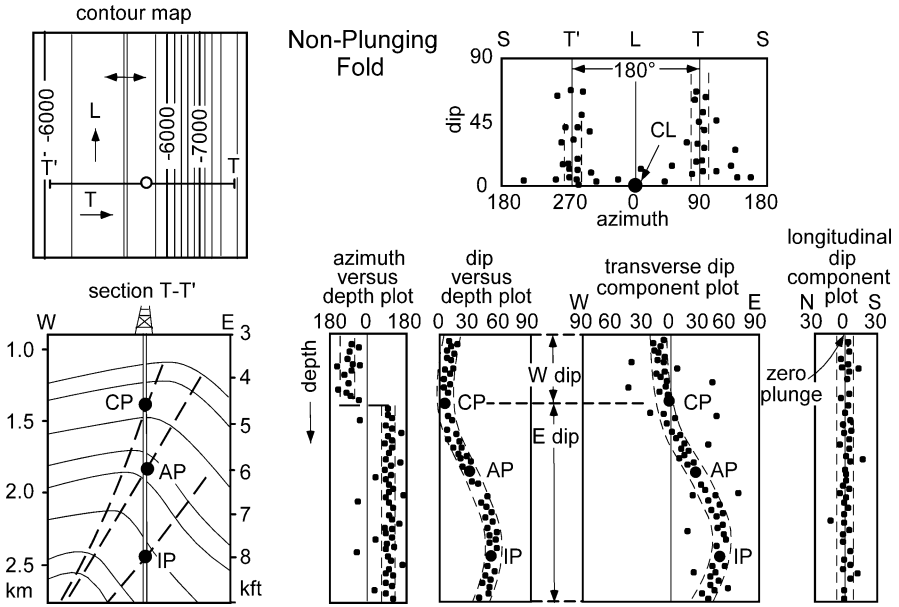 contour map
-6000
-6000
-7000
L
T'
T
T
Non-Plunging
Fold
S T' L T S
90
45
0
dip
180°
CL
180 270 0 90 180
azimuth
section T-T'
W E
1.0
1.5
2.0
2.5
km
3
4
5
6
7
8
kft
CP
AP
IP
azimuth
versus
depth plot
180 0 180
depth
dip
versus
depth plot
0 30 60 90
CP
AP
IP
W dip
E dip
transverse dip
component plot
W E
90 60 30 0 30 60 90
CP
AP
IP
longitudinal
dip
component
plot
N S
30 0 30
zero
plunge